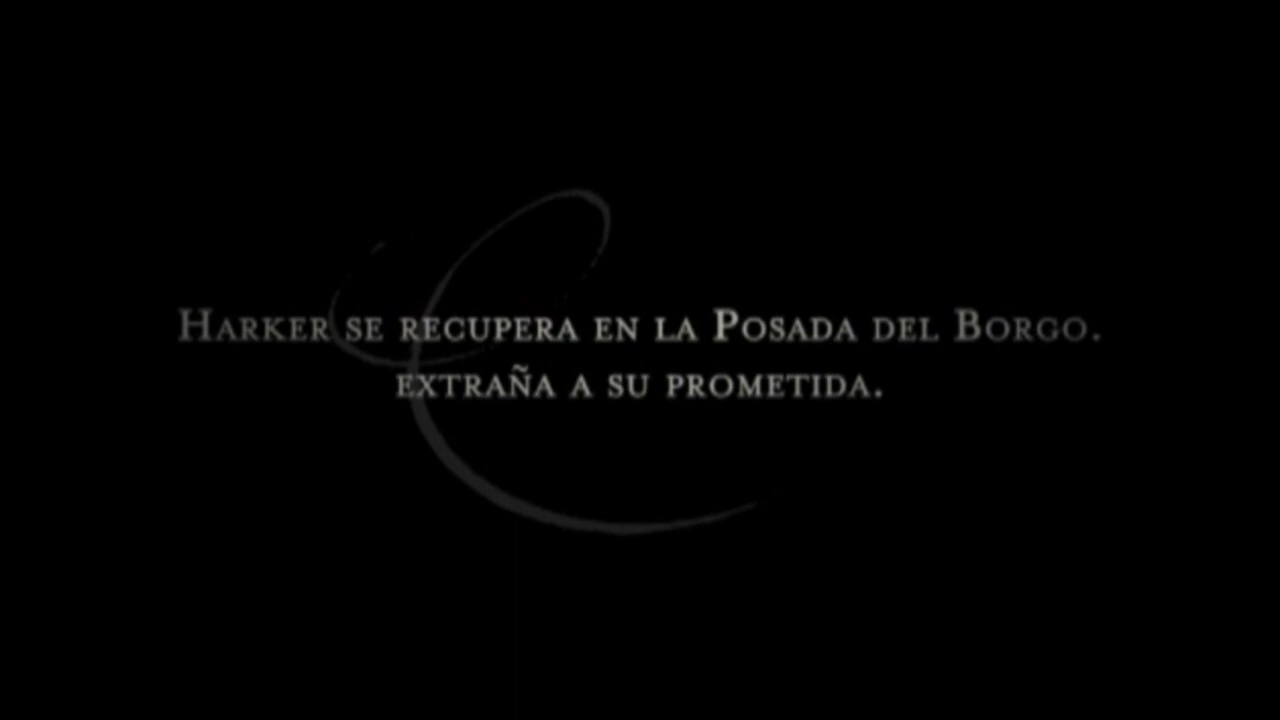 Harker se recupera en la Posada del Borgo.
extraña a su prometida.